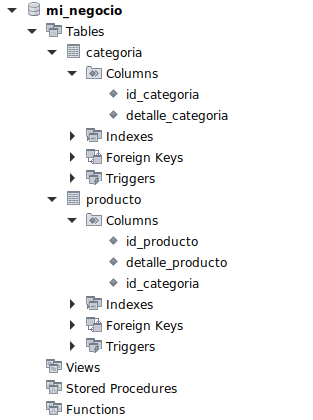 mi_negocio
Tables
categoria
Columns
id_categoria
detalle_categoria
Indexes
Foreign Keys
Triggers
producto
Columns
id_producto
detalle_producto
id_categoria
Indexes
Foreign Keys
Triggers
Views
Stored Procedures
Functions